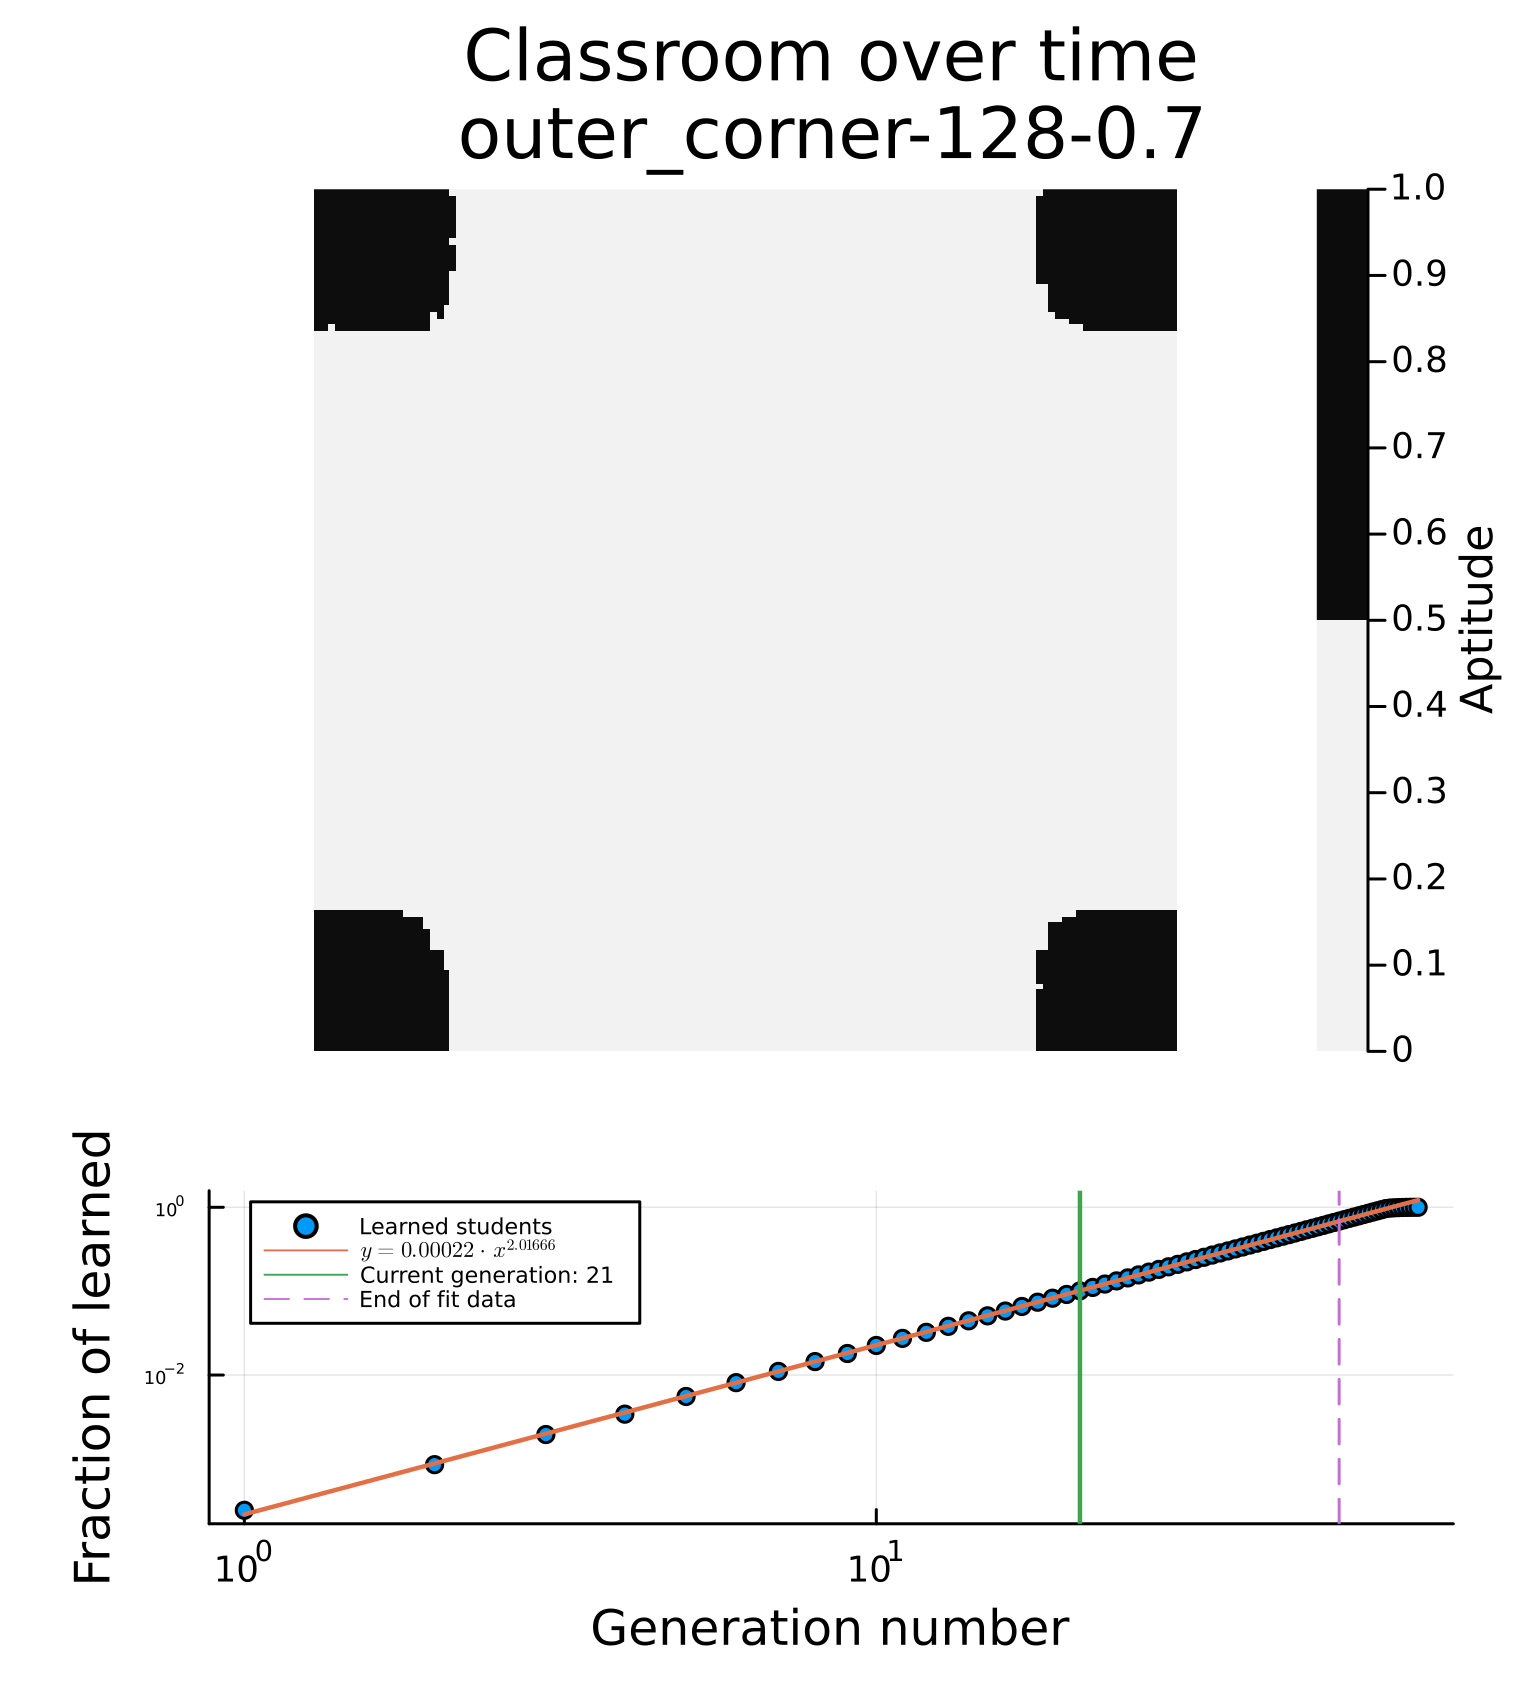 Classroom over time
outer_corner-128-0.7
1.0
0.9
0.8
0.7
0.6
0.5
0.4
0.3
0.2
0.1
0
Aptitude
Fraction of learned
10^0
10^−2
Learned students
y = 0.00022 · x^2.01666
Current generation: 21
End of fit data
10^0
10^1
Generation number